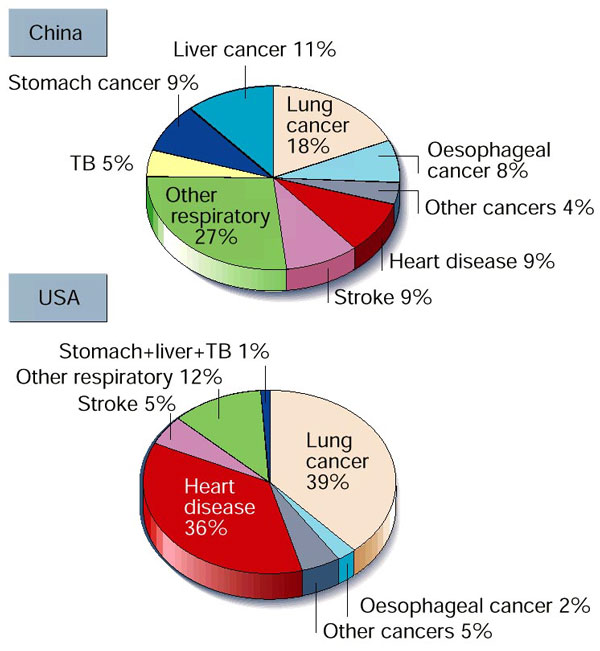 China
Liver cancer 11%
Stomach cancer 9%
Lung
cancer
18%
Oesophageal
cancer 8%
TB 5%
Other
respiratory
27%
Other cancers 4%
Heart disease 9%
Stroke 9%
USA
Stomach+liver+TB 1%
Other respiratory 12%
Stroke 5%
Lung
cancer
39%
Heart
disease
36%
Oesophageal cancer 2%
Other cancers 5%